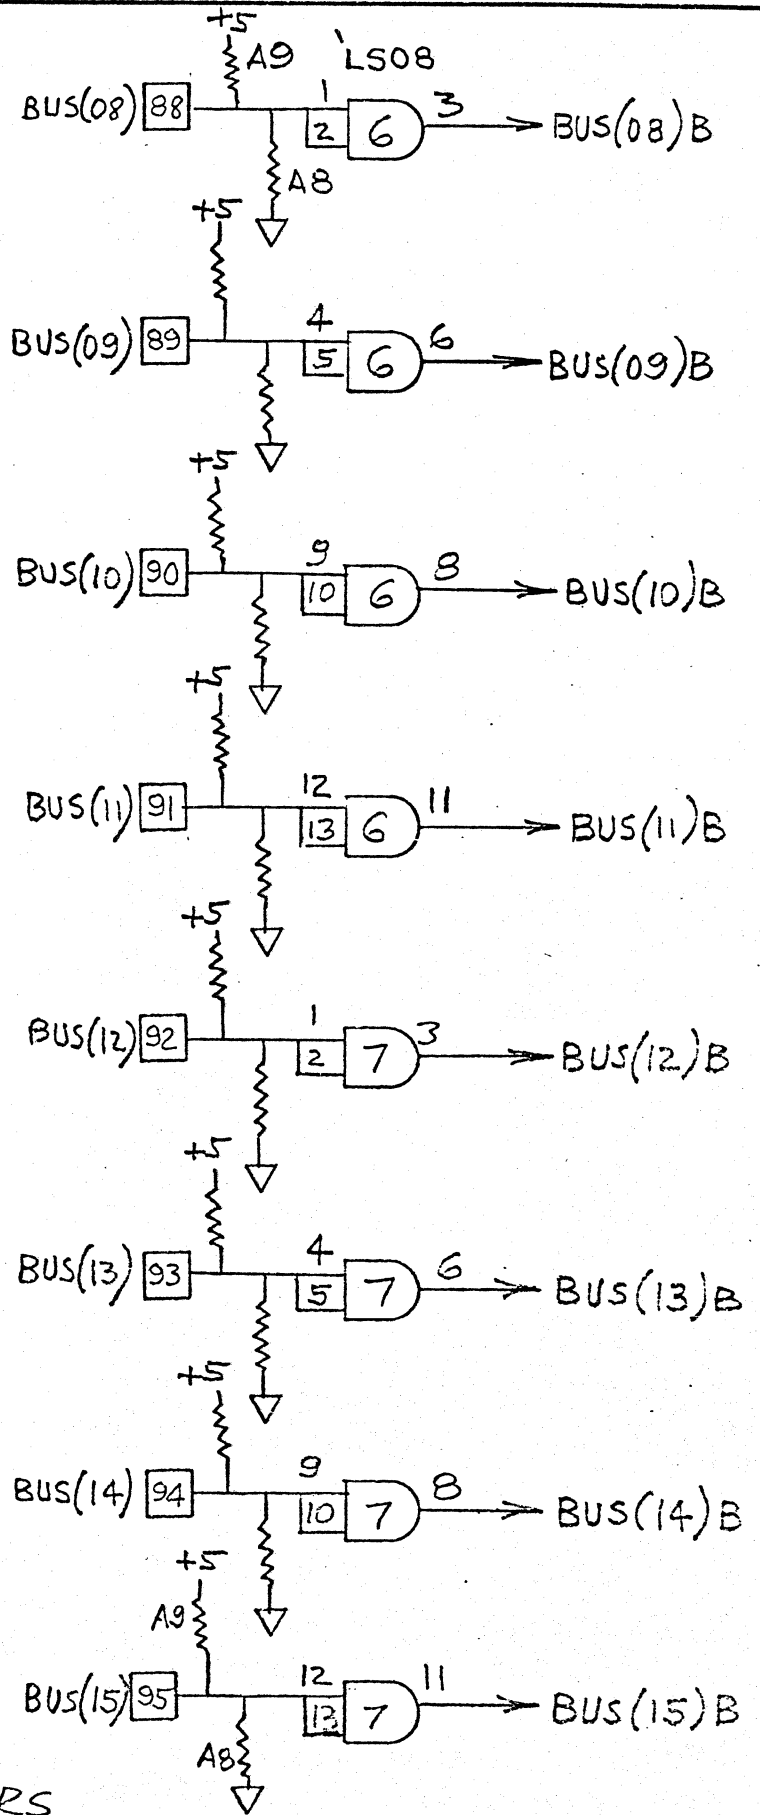 +5
A9 'LS08
BUS(08) 88 1 2 6 3 BUS(08)B
A8
+5
BUS(09) 89 4 5 6 6 BUS(09)B
+5
BUS(10) 90 9 10 6 8 BUS(10)B
+5
BUS(11) 91 12 13 6 11 BUS(11)B
+5
BUS(12) 92 1 2 7 3 BUS(12)B
+5
BUS(13) 93 4 5 7 6 BUS(13)B
+5
BUS(14) 94 9 10 7 8 BUS(14)B
+5
A9
BUS(15) 95 12 13 7 11 BUS(15)B
A8